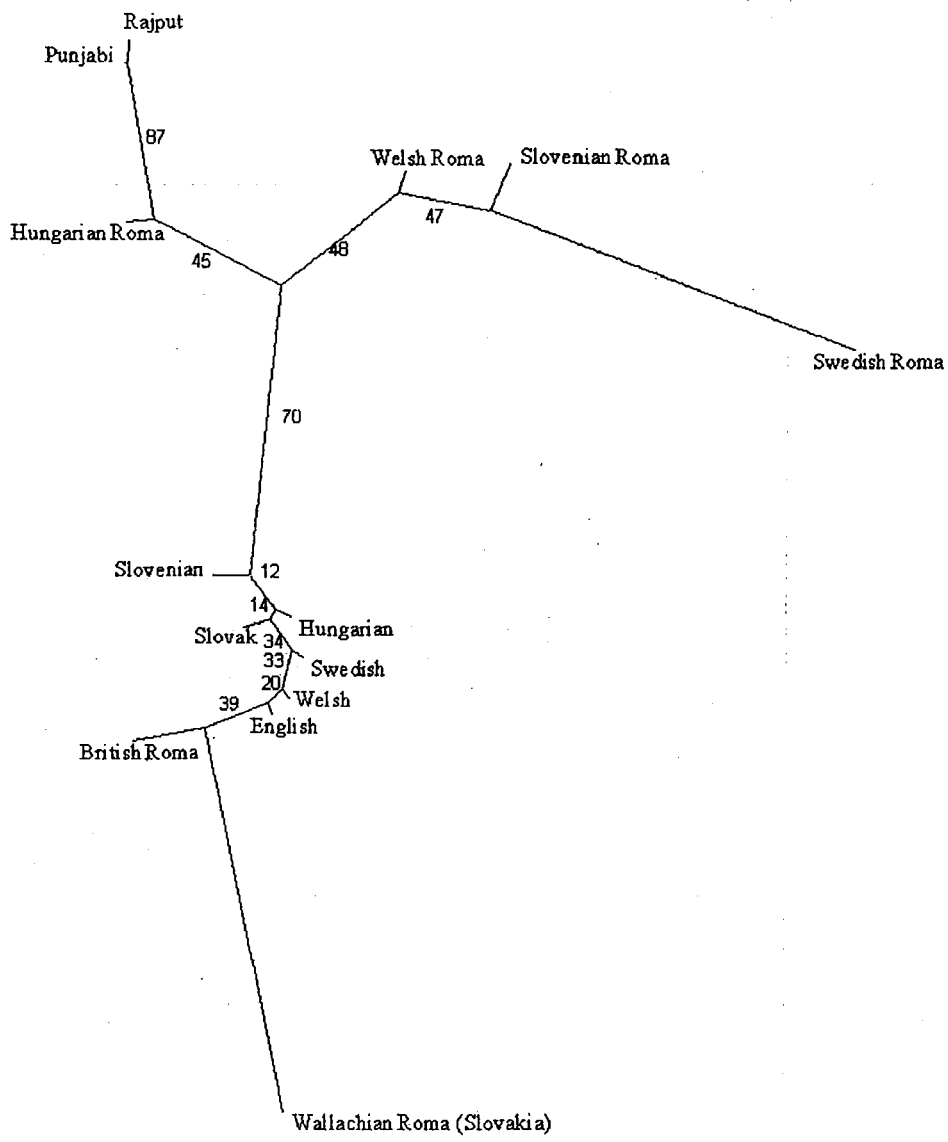 Rajput
Punjabi
87
Welsh Roma
Slovenian Roma
47
Hungarian Roma
45
48
Swedish Roma
70
Slovenian
12
14
Hungarian
Slovak
34
33
Swedish
20
Welsh
39
English
British Roma
Wallachian Roma (Slovakia)